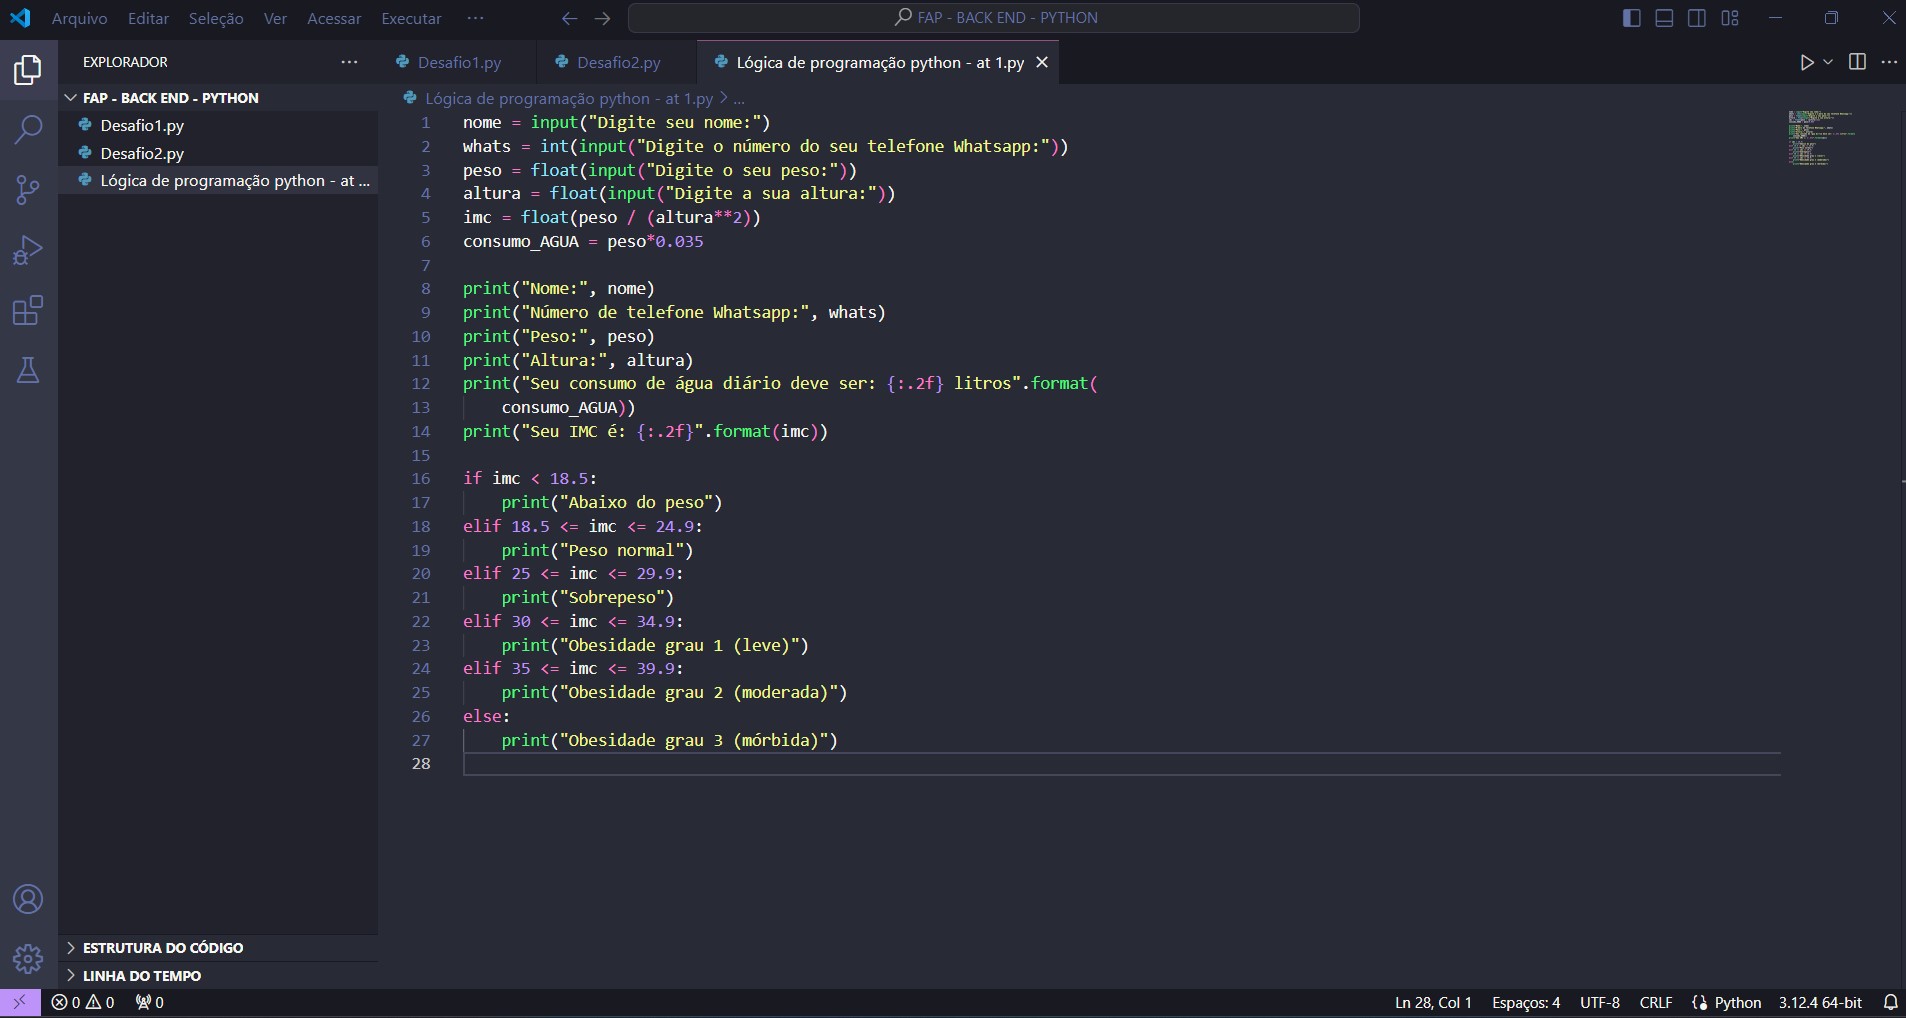 Arquivo Editar Seleção Ver Acessar Executar ··· FAP - BACK END - PYTHON
EXPLORADOR ···
FAP - BACK END - PYTHON
Desafio1.py
Desafio2.py
Lógica de programação python - at ...
Desafio1.py Desafio2.py Lógica de programação python - at 1.py
Lógica de programação python - at 1.py > ...
1 nome = input("Digite seu nome:")
2 whats = int(input("Digite o número do seu telefone Whatsapp:"))
3 peso = float(input("Digite o seu peso:"))
4 altura = float(input("Digite a sua altura:"))
5 imc = float(peso / (altura**2))
6 consumo_AGUA = peso*0.035
7
8 print("Nome:", nome)
9 print("Número de telefone Whatsapp:", whats)
10 print("Peso:", peso)
11 print("Altura:", altura)
12 print("Seu consumo de água diário deve ser: {:.2f} litros".format(
13     consumo_AGUA))
14 print("Seu IMC é: {:.2f}".format(imc))
15
16 if imc < 18.5:
17     print("Abaixo do peso")
18 elif 18.5 <= imc <= 24.9:
19     print("Peso normal")
20 elif 25 <= imc <= 29.9:
21     print("Sobrepeso")
22 elif 30 <= imc <= 34.9:
23     print("Obesidade grau 1 (leve)")
24 elif 35 <= imc <= 39.9:
25     print("Obesidade grau 2 (moderada)")
26 else:
27     print("Obesidade grau 3 (mórbida)")
28
ESTRUTURA DO CÓDIGO
LINHA DO TEMPO
0 0 0 Ln 28, Col 1 Espaços: 4 UTF-8 CRLF Python 3.12.4 64-bit